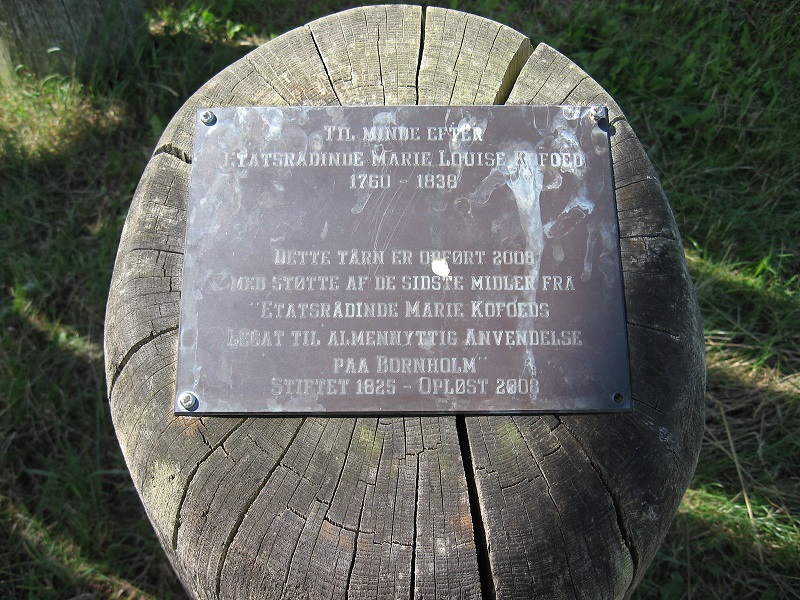 Til minde efter
Etatsrådinde Marie Louise Kofoed
1760 - 1838
Dette tårn er opført 2008
med støtte af de sidste midler fra
"Etatsrådinde Marie Kofoeds
Legat til almennyttig Anvendelse
paa Bornholm"
Stiftet 1825 - Opløst 2008